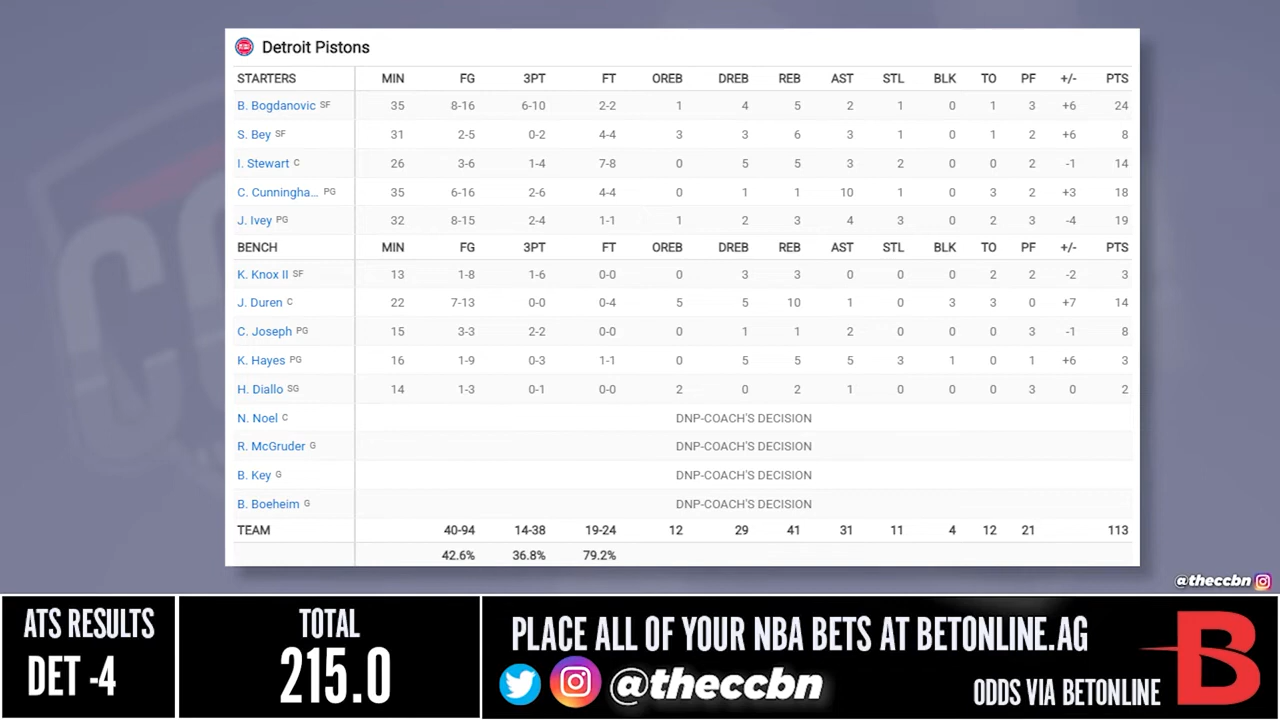 Detroit Pistons
STARTERS MIN FG 3PT FT OREB DREB REB AST STL BLK TO PF +/- PTS
B. Bogdanovic SF 35 8-16 6-10 2-2 1 4 5 2 1 0 1 3 +6 24
S. Bey SF 31 2-5 0-2 4-4 3 3 6 3 1 0 1 2 +6 8
I. Stewart C 26 3-6 1-4 7-8 0 5 5 3 2 0 0 2 -1 14
C. Cunningha... PG 35 6-16 2-6 4-4 0 1 1 10 1 0 3 2 +3 18
J. Ivey PG 32 8-15 2-4 1-1 1 2 3 4 3 0 2 3 -4 19
BENCH MIN FG 3PT FT OREB DREB REB AST STL BLK TO PF +/- PTS
K. Knox II SF 13 1-8 1-6 0-0 0 3 3 0 0 0 2 2 -2 3
J. Duren C 22 7-13 0-0 0-4 5 5 10 1 0 3 3 0 +7 14
C. Joseph PG 15 3-3 2-2 0-0 0 1 1 2 0 0 0 3 -1 8
K. Hayes PG 16 1-9 0-3 1-1 0 5 5 5 3 1 0 1 +6 3
H. Diallo SG 14 1-3 0-1 0-0 2 0 2 1 0 0 0 3 0 2
N. Noel C DNP-COACH'S DECISION
R. McGruder G DNP-COACH'S DECISION
B. Key G DNP-COACH'S DECISION
B. Boeheim G DNP-COACH'S DECISION
TEAM 40-94 14-38 19-24 12 29 41 31 11 4 12 21 113
42.6% 36.8% 79.2%
@theccbn
ATS RESULTS
DET -4
TOTAL
215.0
PLACE ALL OF YOUR NBA BETS AT BETONLINE.AG
@theccbn
ODDS VIA BETONLINE
B